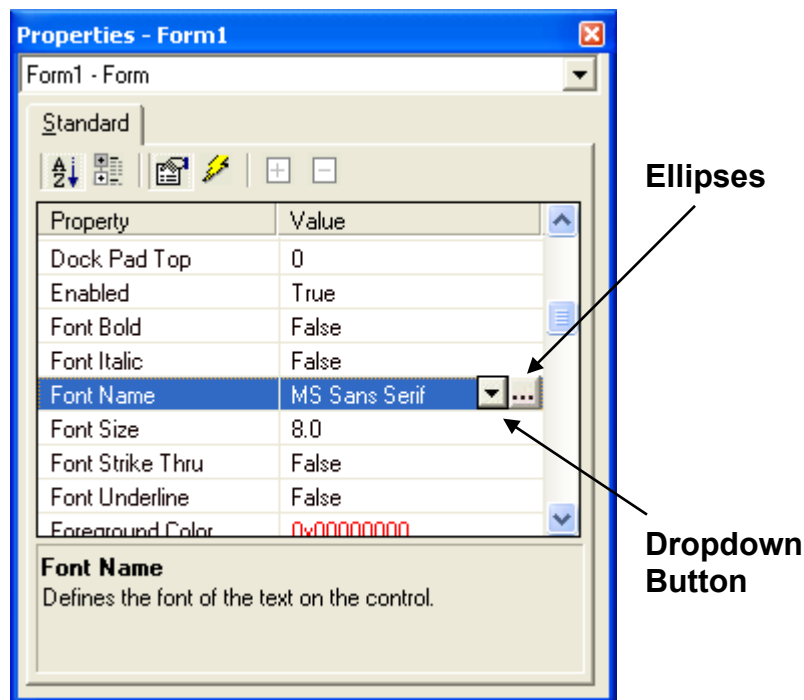 Properties - Form1
Form1 - Form
Standard
A
Z
Property Value
Dock Pad Top 0
Enabled True
Font Bold False
Font Italic False
Font Name MS Sans Serif ...
Font Size 8.0
Font Strike Thru False
Font Underline False
Foreground Color 0x00000000
Font Name
Defines the font of the text on the control.
Ellipses
Dropdown
Button